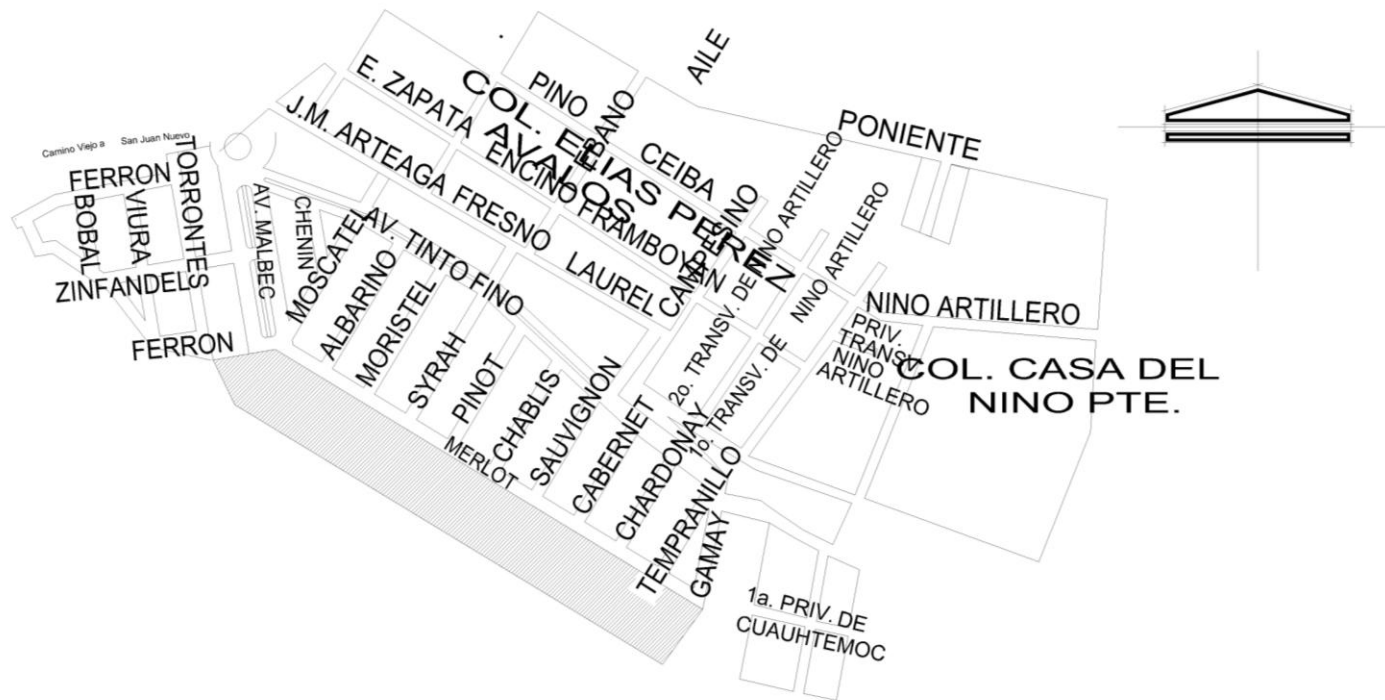 AILE
PINO
E. ZAPATA
COL. ELIAS PEREZ
AVALOS
CEIBA
NINO ARTILLERO
PONIENTE
J.M. ARTEAGA
ENCINO
FRAMBOYAN
CAMPESINO
NINO ARTILLERO
Camino Viejo a San Juan Nuevo
TORRONTES
FERRON
BOBAL
VIURA
AV. MALBEC
CHENIN
MOSCATEL
AV. TINTO FINO
FRESNO
LAUREL
ZINFANDEL
FERRON
ALBARINO
MORISTEL
SYRAH
PINOT
CHABLIS
MERLOT
SAUVIGNON
CABERNET
CHARDONAY
TEMPRANILLO
GAMAY
2o. TRANSV. DE
1o. TRANSV. DE
NINO ARTILLERO
PRIV.
TRANSV.
NINO
ARTILLERO
COL. CASA DEL
NINO PTE.
1a. PRIV. DE
CUAUHTEMOC